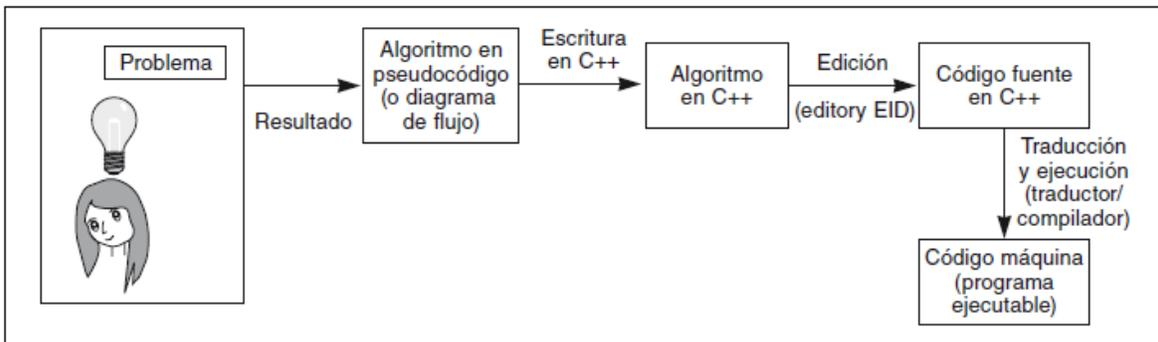 Problema
Resultado
Algoritmo en
pseudocódigo
(o diagrama
de flujo)
Escritura
en C++
Algoritmo
en C++
Edición
(editory EID)
Código fuente
en C++
Traducción
y ejecución
(traductor/
compilador)
Código máquina
(programa
ejecutable)